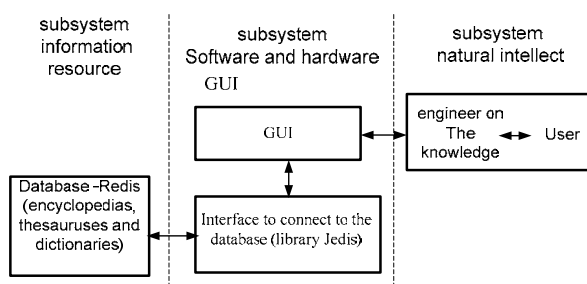 subsystem
information
resource
subsystem
Software and hardware
GUI
subsystem
natural intellect
GUI
engineer on
The
knowledge
User
Database -Redis
(encyclopedias,
thesauruses and
dictionaries)
Interface to connect to the
database (library Jedis)